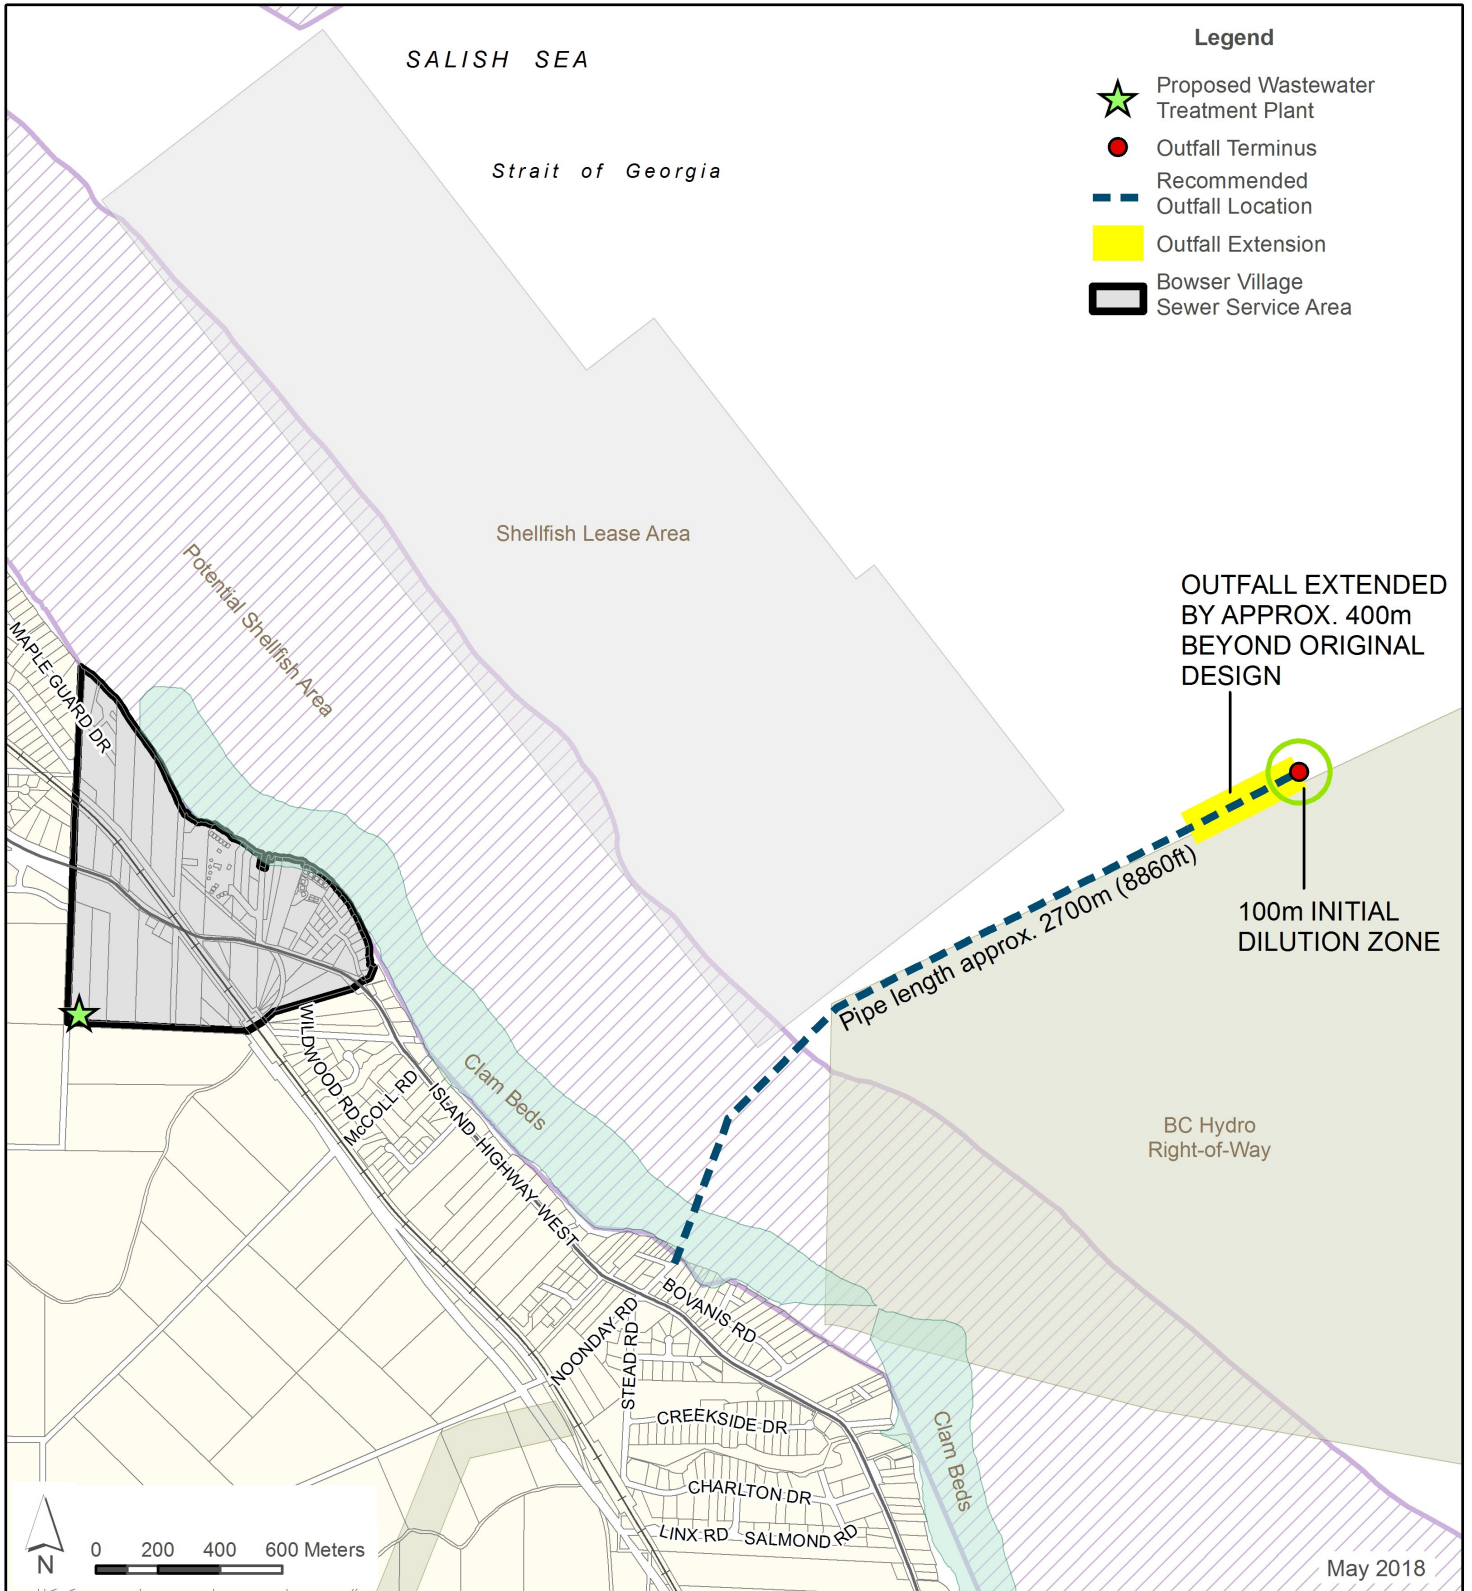 SALISH SEA
Strait of Georgia
Legend
Proposed Wastewater
Treatment Plant
Outfall Terminus
Recommended
Outfall Location
Outfall Extension
Bowser Village
Sewer Service Area
Shellfish Lease Area
Potential Shellfish Area
OUTFALL EXTENDED
BY APPROX. 400m
BEYOND ORIGINAL
DESIGN
MAPLE GUARD DR
Pipe length approx. 2700m (8860ft)
100m INITIAL
DILUTION ZONE
WILDWOOD RD
McCOLL RD
ISLAND HIGHWAY WEST
Clam Beds
BC Hydro
Right-of-Way
BOVANIS RD
NOONDAY RD
STEAD RD
CREEKSIDE DR
Clam Beds
CHARLTON DR
LINX RD
SALMOND RD
N
0 200 400 600 Meters
May 2018